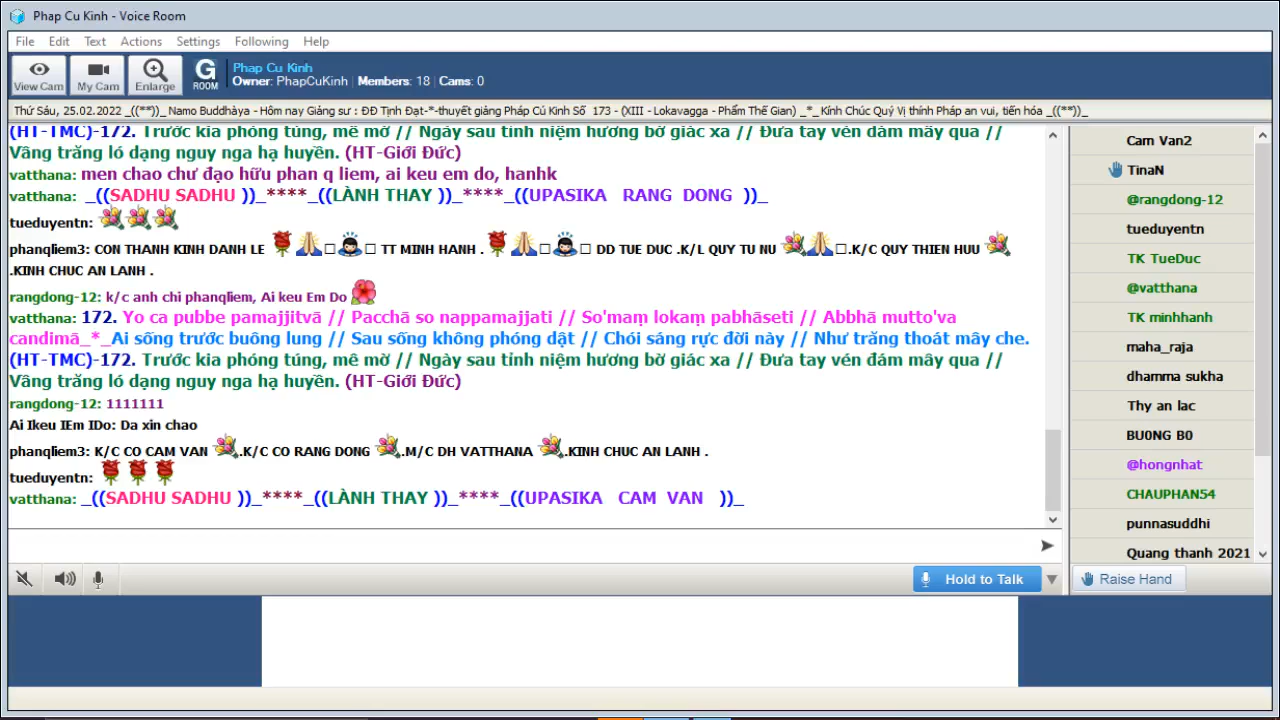 Phap Cu Kinh - Voice Room
File Edit Text Actions Settings Following Help
View Cam My Cam Enlarge G ROOM
Phap Cu Kinh
Owner: PhapCuKinh | Members: 18 | Cams: 0
Thứ Sáu, 25.02.2022 _((**))_ Namo Buddhàya - Hôm nay Giảng sư : ĐĐ Tịnh Đạt-*-thuyết giảng Pháp Cú Kinh Số 173 - (XIII - Lokavagga - Phẩm Thế Gian) _*_ Kính Chúc Quý Vị thính Pháp an vui, tiến hóa _((**))_
(HT-TMC)-172. Trước kia phóng túng, mê mờ // Ngày sau tỉnh niệm hương bờ giác xa // Đưa tay vén đám mây qua //
Vầng trăng ló dạng nguy nga hạ huyền. (HT-Giới Đức)
vatthana: men chao chư đạo hữu phan q liem, ai keu em do, hanhk
vatthana: _((SADHU SADHU ))_****_((LÀNH THAY ))_****_((UPASIKA RANG DONG ))_
tueduyentn:
phanqliem3: CON THANH KINH DANH LE □ □ TT MINH HANH . □ □ DD TUE DUC .K/L QUY TU NU □.K/C QUY THIEN HUU
.KINH CHUC AN LANH .
rangdong-12: k/c anh chi phanqliem, Ai keu Em Do
vatthana: 172. Yo ca pubbe pamajjitvā // Pacchā so nappamajjati // So'maṃ lokaṃ pabhāseti // Abbhā mutto'va
candimā_*_Ai sống trước buông lung // Sau sống không phóng dật // Chói sáng rực đời này // Như trăng thoát mây che.
(HT-TMC)-172. Trước kia phóng túng, mê mờ // Ngày sau tỉnh niệm hương bờ giác xa // Đưa tay vén đám mây qua //
Vầng trăng ló dạng nguy nga hạ huyền. (HT-Giới Đức)
rangdong-12: 1111111
Ai Ikeu IEm IDo: Da xin chao
phanqliem3: K/C CO CAM VAN .K/C CO RANG DONG .M/C DH VATTHANA .KINH CHUC AN LANH .
tueduyentn:
vatthana: _((SADHU SADHU ))_****_((LÀNH THAY ))_****_((UPASIKA CAM VAN ))_
Hold to Talk
Cam Van2
TinaN
@rangdong-12
tueduyentn
TK TueDuc
@vatthana
TK minhhanh
maha_raja
dhamma sukha
Thy an lac
BU0NG B0
@hongnhat
CHAUPHAN54
punnasuddhi
Quang thanh 2021
Raise Hand